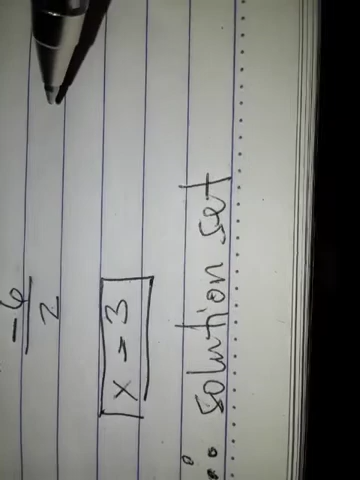 -6
2
x = 3
∴ solution set